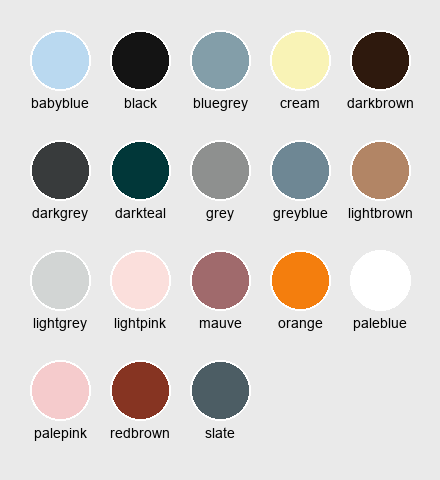 babyblue black bluegrey cream darkbrown
darkgrey darkteal grey greyblue lightbrown
lightgrey lightpink mauve orange paleblue
palepink redbrown slate